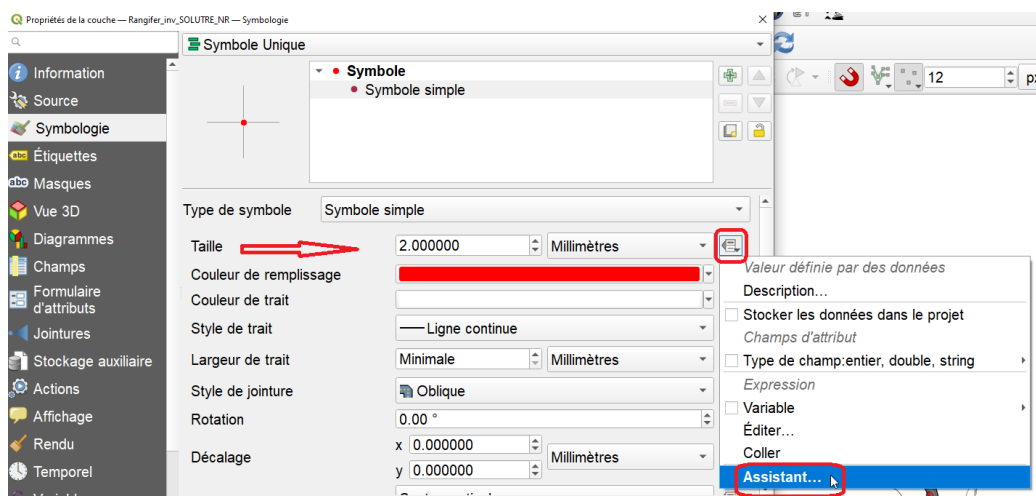 Propriétés de la couche — Rangifer_inv_SOLUTRE_NR — Symbologie
Symbole Unique
Information
Source
Symbologie
Étiquettes
Masques
Vue 3D
Diagrammes
Champs
Formulaire
d'attributs
Jointures
Stockage auxiliaire
Actions
Affichage
Rendu
Temporel
Symbole
Symbole simple
12
Type de symbole Symbole simple
Taille 2.000000 Millimètres
Couleur de remplissage
Couleur de trait
Style de trait Ligne continue
Largeur de trait Minimale Millimètres
Style de jointure Oblique
Rotation 0.00 °
Décalage x 0.000000 Millimètres
y 0.000000
Valeur définie par des données
Description...
Stocker les données dans le projet
Champs d'attribut
Type de champ:entier, double, string
Expression
Variable
Éditer...
Coller
Assistant...